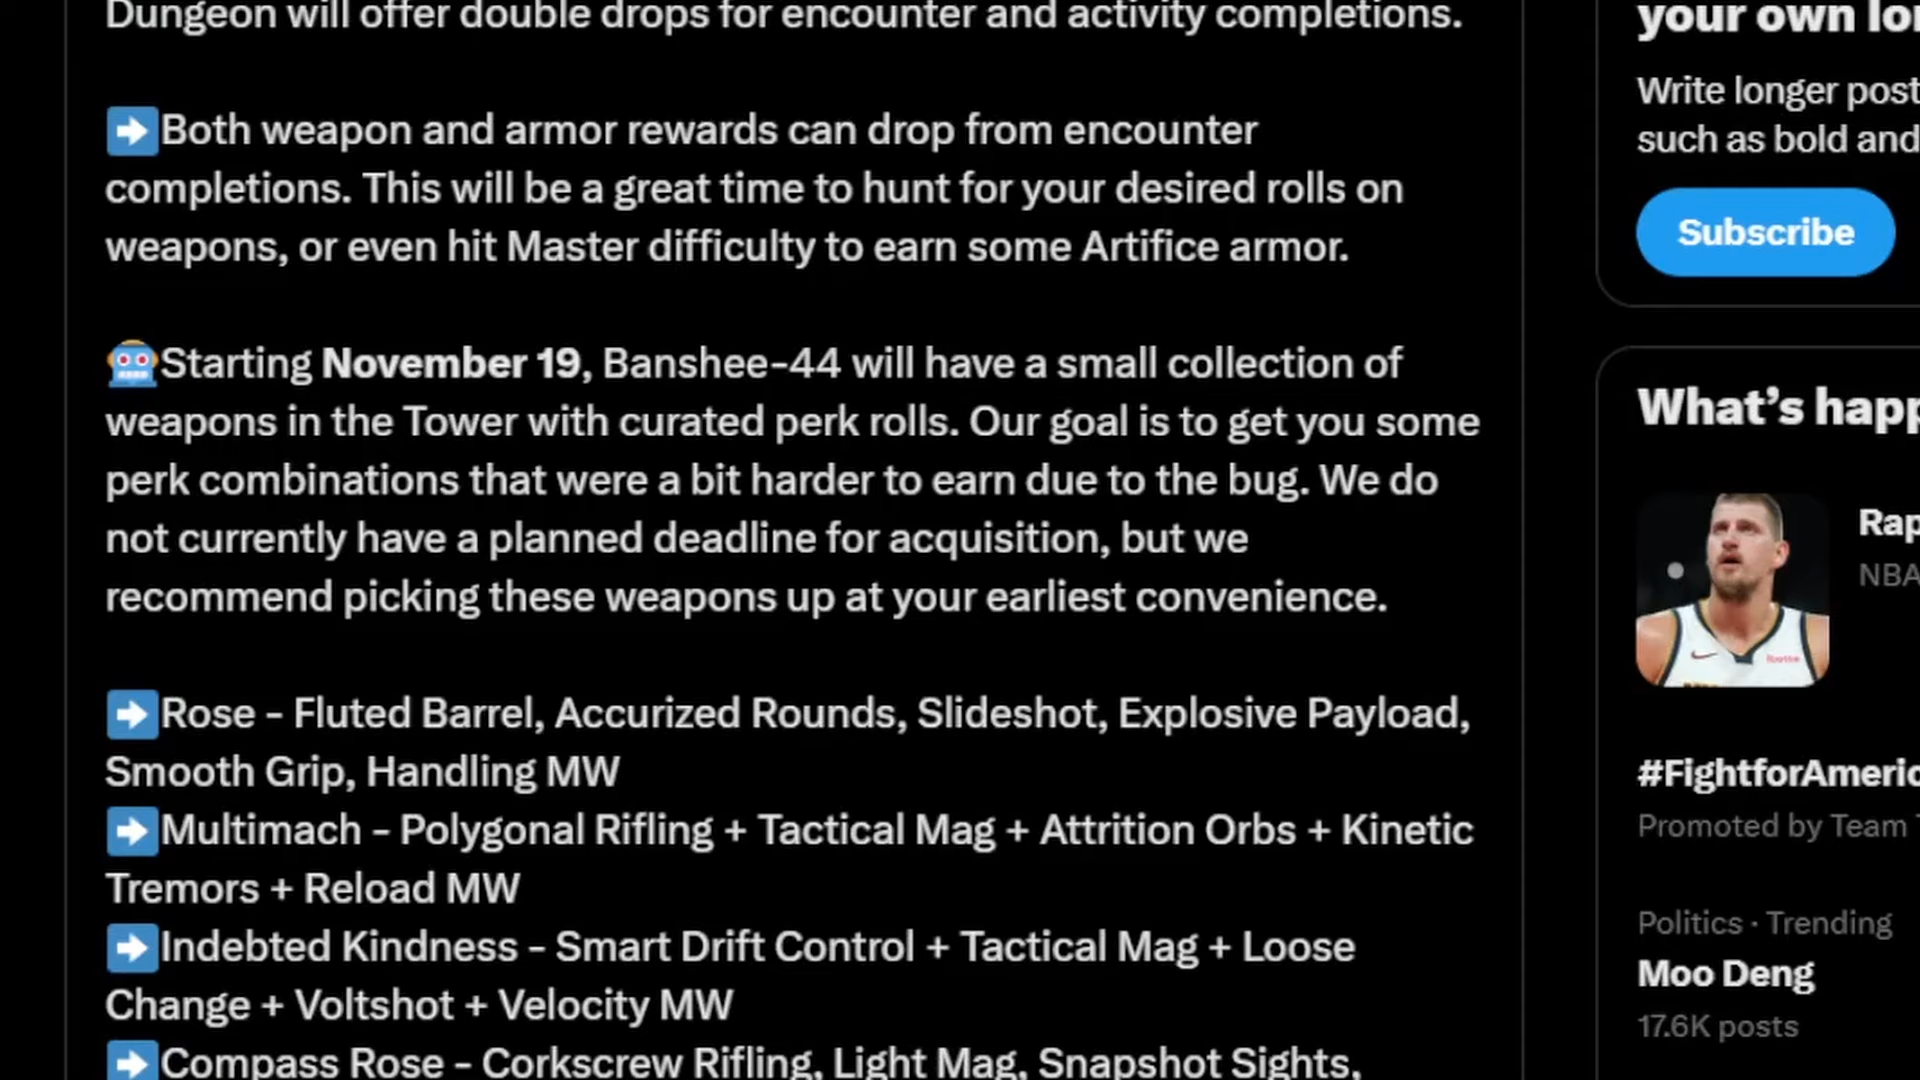 Dungeon will offer double drops for encounter and activity completions.
➡️Both weapon and armor rewards can drop from encounter
completions. This will be a great time to hunt for your desired rolls on
weapons, or even hit Master difficulty to earn some Artifice armor.
🤖Starting November 19, Banshee-44 will have a small collection of
weapons in the Tower with curated perk rolls. Our goal is to get you some
perk combinations that were a bit harder to earn due to the bug. We do
not currently have a planned deadline for acquisition, but we
recommend picking these weapons up at your earliest convenience.
➡️Rose - Fluted Barrel, Accurized Rounds, Slideshot, Explosive Payload,
Smooth Grip, Handling MW
➡️Multimach - Polygonal Rifling + Tactical Mag + Attrition Orbs + Kinetic
Tremors + Reload MW
➡️Indebted Kindness - Smart Drift Control + Tactical Mag + Loose
Change + Voltshot + Velocity MW
➡️Compass Rose - Corkscrew Rifling, Light Mag, Snapshot Sights,
your own
Write longer
such as bold and
Subscribe
What's
NBA
Promoted by Team
Politics · Trending
Moo Deng
17.6K posts